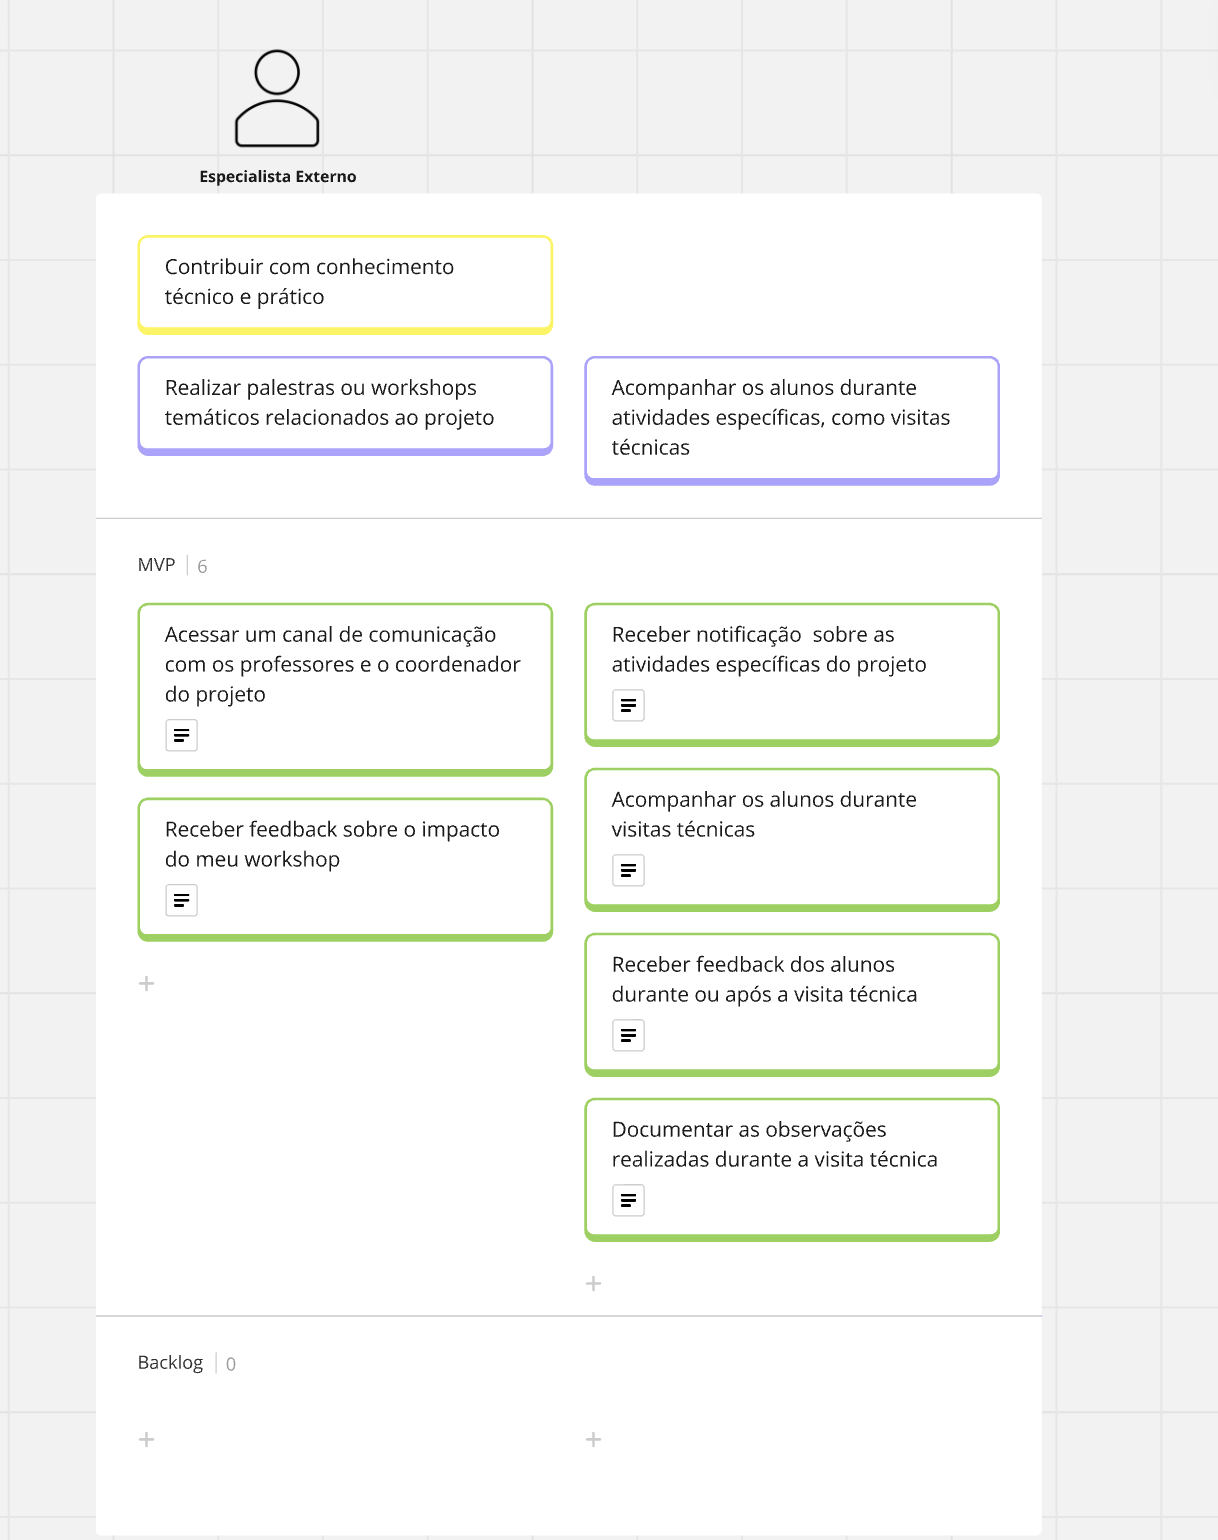 Especialista Externo
Contribuir com conhecimento
técnico e prático
Realizar palestras ou workshops
temáticos relacionados ao projeto
Acompanhar os alunos durante
atividades específicas, como visitas
técnicas
MVP 6
Acessar um canal de comunicação
com os professores e o coordenador
do projeto
Receber feedback sobre o impacto
do meu workshop
Receber notificação  sobre as
atividades específicas do projeto
Acompanhar os alunos durante
visitas técnicas
Receber feedback dos alunos
durante ou após a visita técnica
Documentar as observações
realizadas durante a visita técnica
Backlog 0